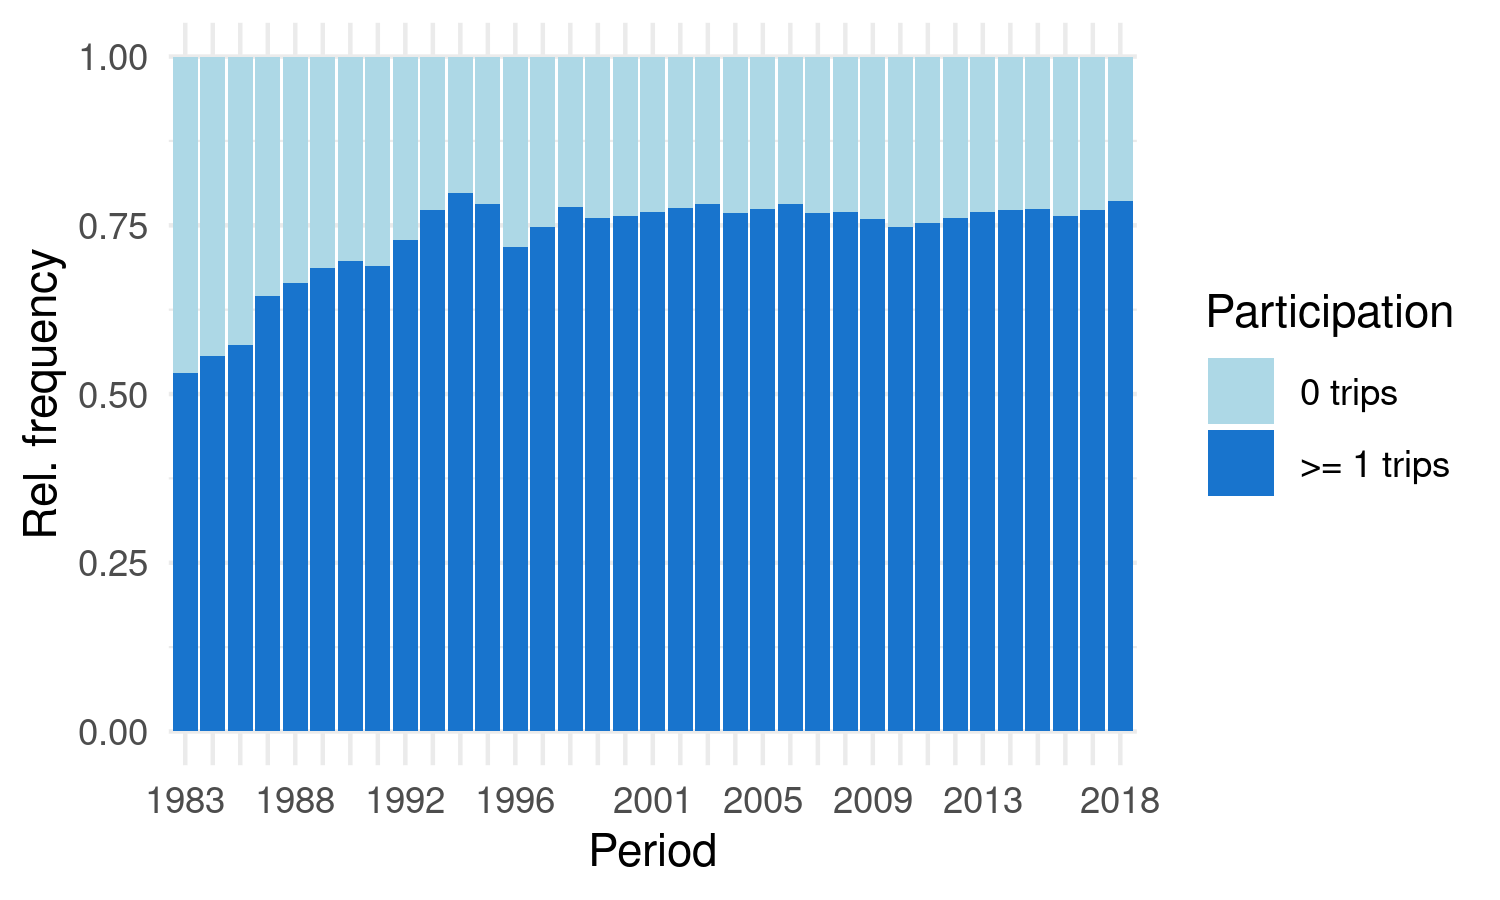 1.00
0.75
0.50
0.25
0.00
Rel. frequency
1983 1988 1992 1996 2001 2005 2009 2013 2018
Period
Participation
0 trips
>= 1 trips